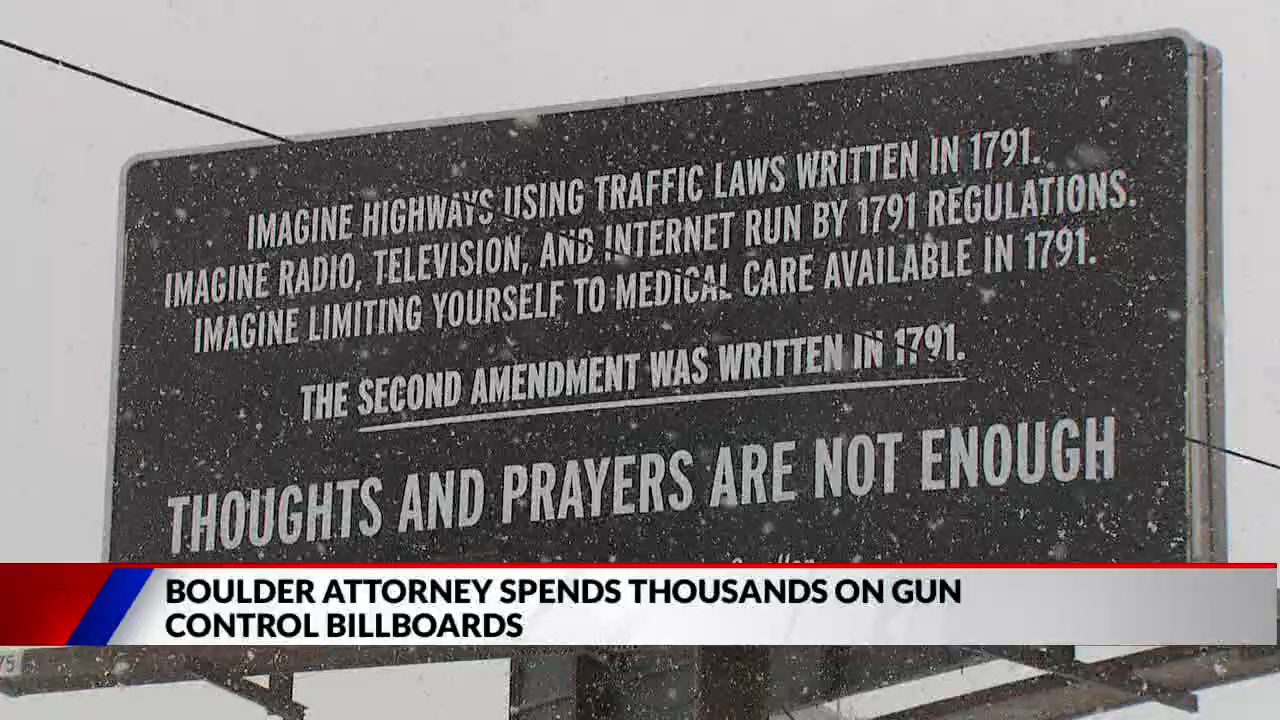 IMAGINE HIGHWAYS USING TRAFFIC LAWS WRITTEN IN 1791.
IMAGINE RADIO, TELEVISION, AND INTERNET RUN BY 1791 REGULATIONS.
IMAGINE LIMITING YOURSELF TO MEDICAL CARE AVAILABLE IN 1791.
THE SECOND AMENDMENT WAS WRITTEN IN 1791.
THOUGHTS AND PRAYERS ARE NOT ENOUGH
BOULDER ATTORNEY SPENDS THOUSANDS ON GUN
CONTROL BILLBOARDS